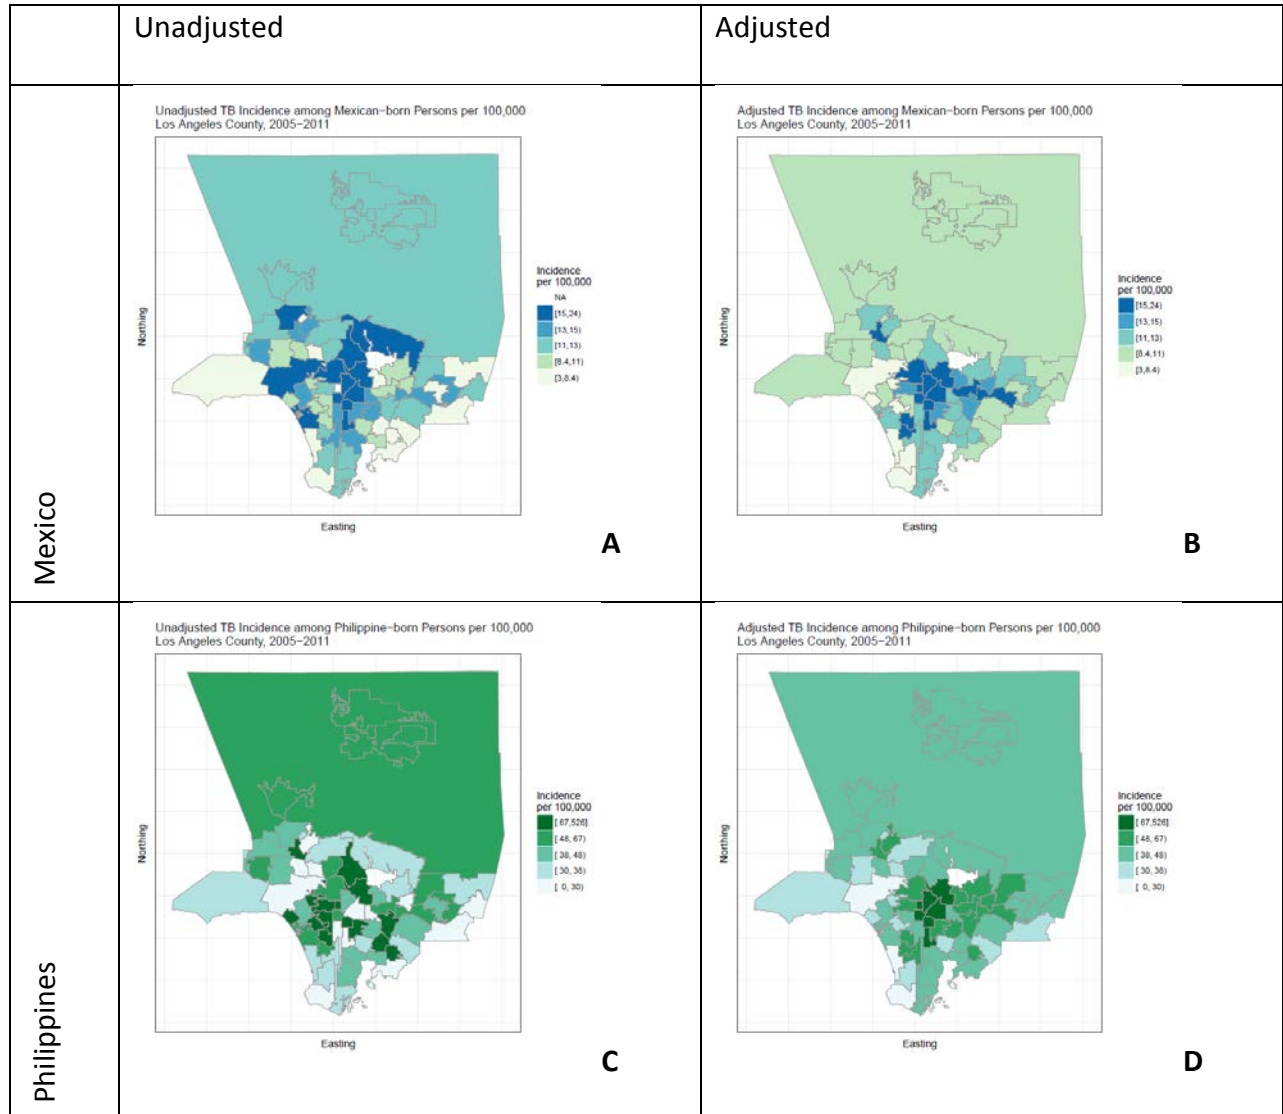 Unadjusted
Adjusted
Mexico
Unadjusted TB Incidence among Mexican−born Persons per 100,000
Los Angeles County, 2005−2011
Northing
Easting
Incidence
per 100,000
NA
[15,24)
[13,15)
[11,13)
[8.4,11)
[3,8.4)
A
Adjusted TB Incidence among Mexican−born Persons per 100,000
Los Angeles County, 2005−2011
Northing
Easting
Incidence
per 100,000
[15,24)
[13,15)
[11,13)
[8.4,11)
[3,8.4)
B
Philippines
Unadjusted TB Incidence among Philippine−born Persons per 100,000
Los Angeles County, 2005−2011
Northing
Easting
Incidence
per 100,000
[ 67,526]
[ 48, 67)
[ 38, 48)
[ 30, 38)
[ 0, 30)
C
Adjusted TB Incidence among Philippine−born Persons per 100,000
Los Angeles County, 2005−2011
Northing
Easting
Incidence
per 100,000
[ 67,526]
[ 48, 67)
[ 38, 48)
[ 30, 38)
[ 0, 30)
D